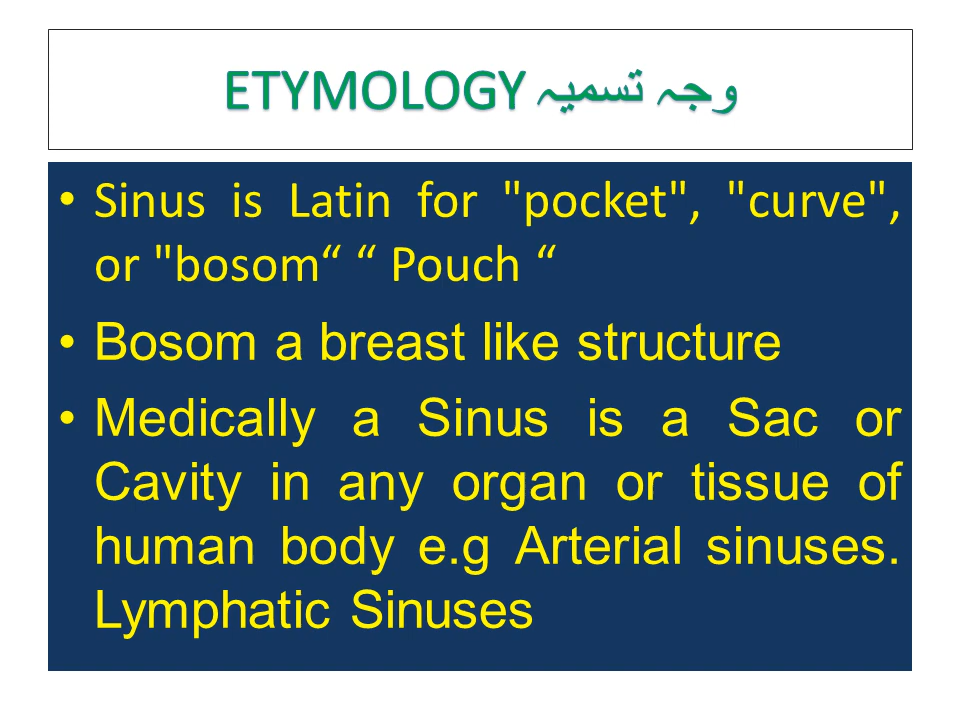 ETYMOLOGY وجہ تسمیہ
• Sinus is Latin for "pocket", "curve",
or "bosom“ “ Pouch “
• Bosom a breast like structure
• Medically a Sinus is a Sac or
Cavity in any organ or tissue of
human body e.g Arterial sinuses.
Lymphatic Sinuses